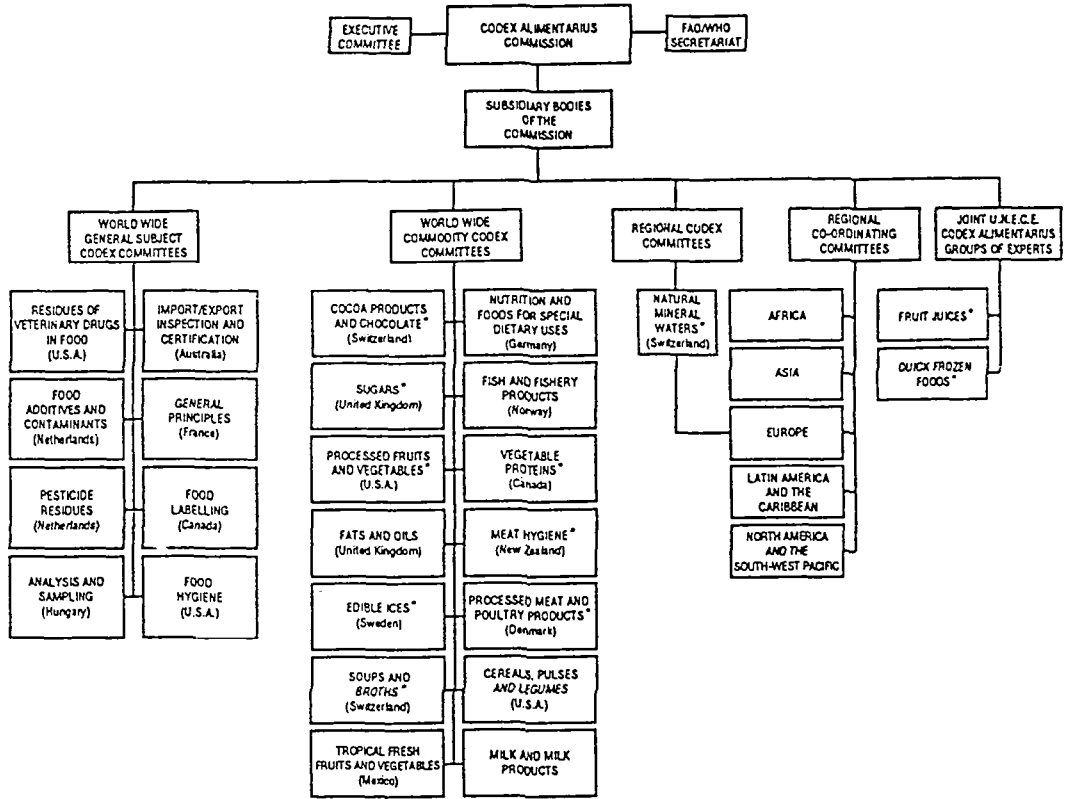 EXECUTIVE
COMMITTEE
CODEX ALIMENTARIUS
COMMISSION
FAO/WHO
SECRETARIAT
SUBSIDIARY BODIES
OF THE
COMMISSION
WORLD WIDE
GENERAL SUBJECT
CODEX COMMITTEES
WORLD WIDE
COMMODITY CODEX
COMMITTEES
REGIONAL CODEX
COMMITTEES
REGIONAL
CO-ORDINATING
COMMITTEES
JOINT U.N.E.C.E.
CODEX ALIMENTARIUS
GROUPS OF EXPERTS
RESIDUES OF
VETERINARY DRUGS
IN FOOD
(U.S.A.)
IMPORT/EXPORT
INSPECTION AND
CERTIFICATION
(Australia)
FOOD
ADDITIVES AND
CONTAMINANTS
(Netherlands)
GENERAL
PRINCIPLES
(France)
PESTICIDE
RESIDUES
(Netherlands)
FOOD
LABELLING
(Canada)
ANALYSIS AND
SAMPLING
(Hungary)
FOOD
HYGIENE
(U.S.A.)
COCOA PRODUCTS
AND CHOCOLATE*
(Switzerland)
NUTRITION AND
FOODS FOR SPECIAL
DIETARY USES
(Germany)
SUGARS*
(United Kingdom)
FISH AND FISHERY
PRODUCTS
(Norway)
PROCESSED FRUITS
AND VEGETABLES*
(U.S.A.)
VEGETABLE
PROTEINS*
(Canada)
FATS AND OILS
(United Kingdom)
MEAT HYGIENE*
(New Zealand)
EDIBLE ICES*
(Sweden)
PROCESSED MEAT AND
POULTRY PRODUCTS*
(Denmark)
SOUPS AND
BROTHS*
(Switzerland)
CEREALS, PULSES
AND LEGUMES
(U.S.A.)
TROPICAL FRESH
FRUITS AND VEGETABLES
(Mexico)
MILK AND MILK
PRODUCTS
NATURAL
MINERAL
WATERS*
(Switzerland)
AFRICA
ASIA
EUROPE
LATIN AMERICA
AND THE
CARIBBEAN
NORTH AMERICA
AND THE
SOUTH-WEST PACIFIC
FRUIT JUICES*
QUICK FROZEN
FOODS*